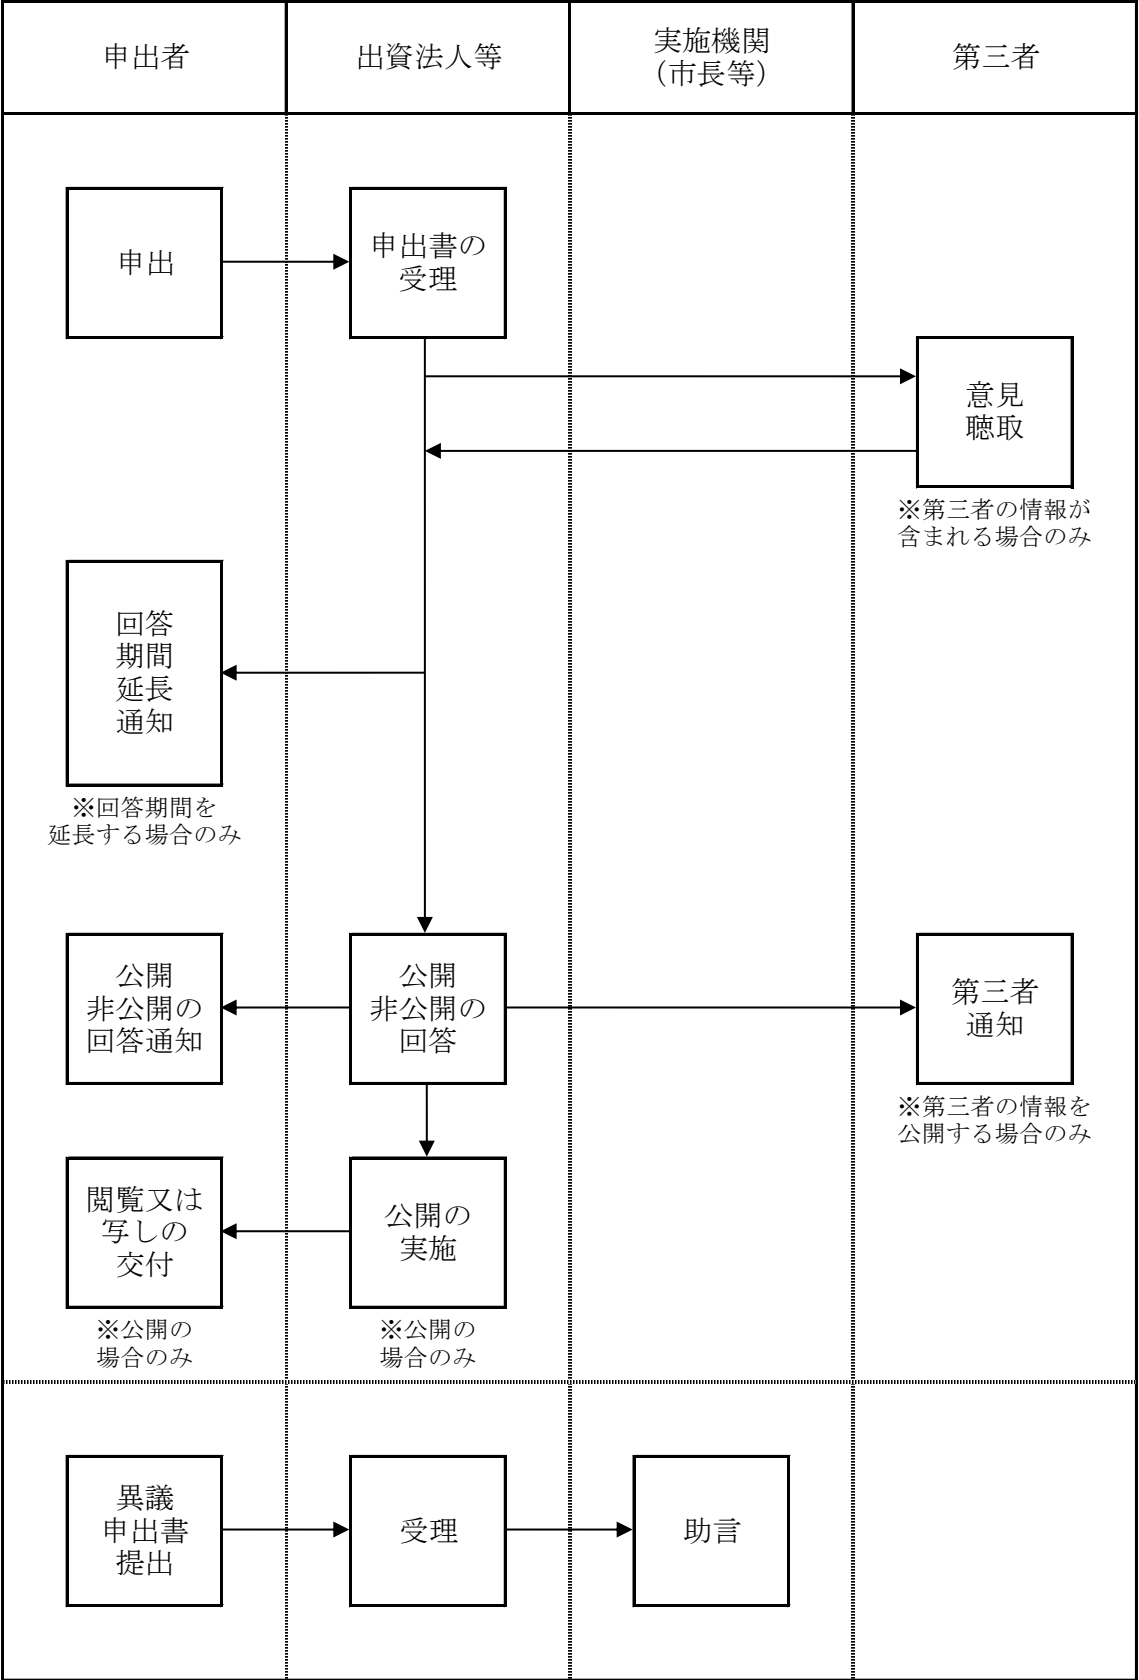 申出者
出資法人等
実施機関
（市長等）
第三者
申出
申出書の
受理
意見
聴取
※第三者の情報が
含まれる場合のみ
回答
期間
延長
通知
※回答期間を
延長する場合のみ
公開
非公開の
回答通知
公開
非公開の
回答
第三者
通知
※第三者の情報を
公開する場合のみ
閲覧又は
写しの
交付
※公開の
場合のみ
公開の
実施
※公開の
場合のみ
異議
申出書
提出
受理
助言